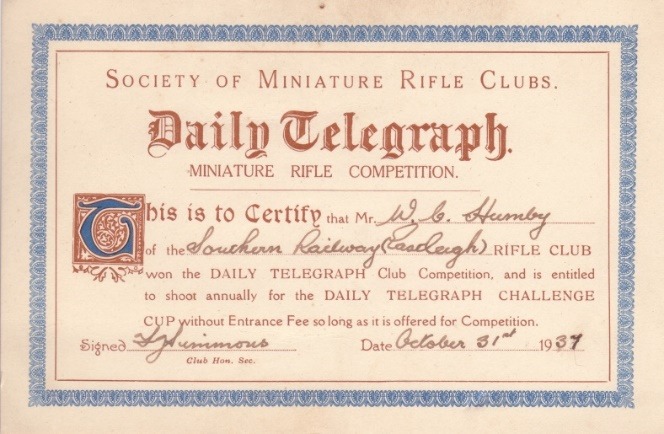 SOCIETY OF MINIATURE RIFLE CLUBS.
Daily Telegraph.
MINIATURE RIFLE COMPETITION.
This is to Certify that Mr. W. C. Humby
of the Southern Railway (Eastleigh) RIFLE CLUB
won the DAILY TELEGRAPH Club Competition, and is entitled
to shoot annually for the DAILY TELEGRAPH CHALLENGE
CUP without Entrance Fee so long as it is offered for Competition.
Signed Simmons Date October 31st 1937
Club Hon. Sec.